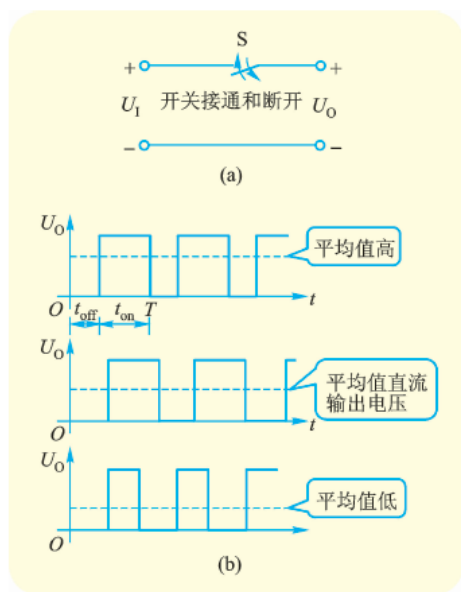 S
+ +
U_I 开关接通和断开 U_O
− −
(a)
U_O
平均值高
O t_off t_on T t
U_O
平均值直流
输出电压
O t
U_O
平均值低
O
(b)